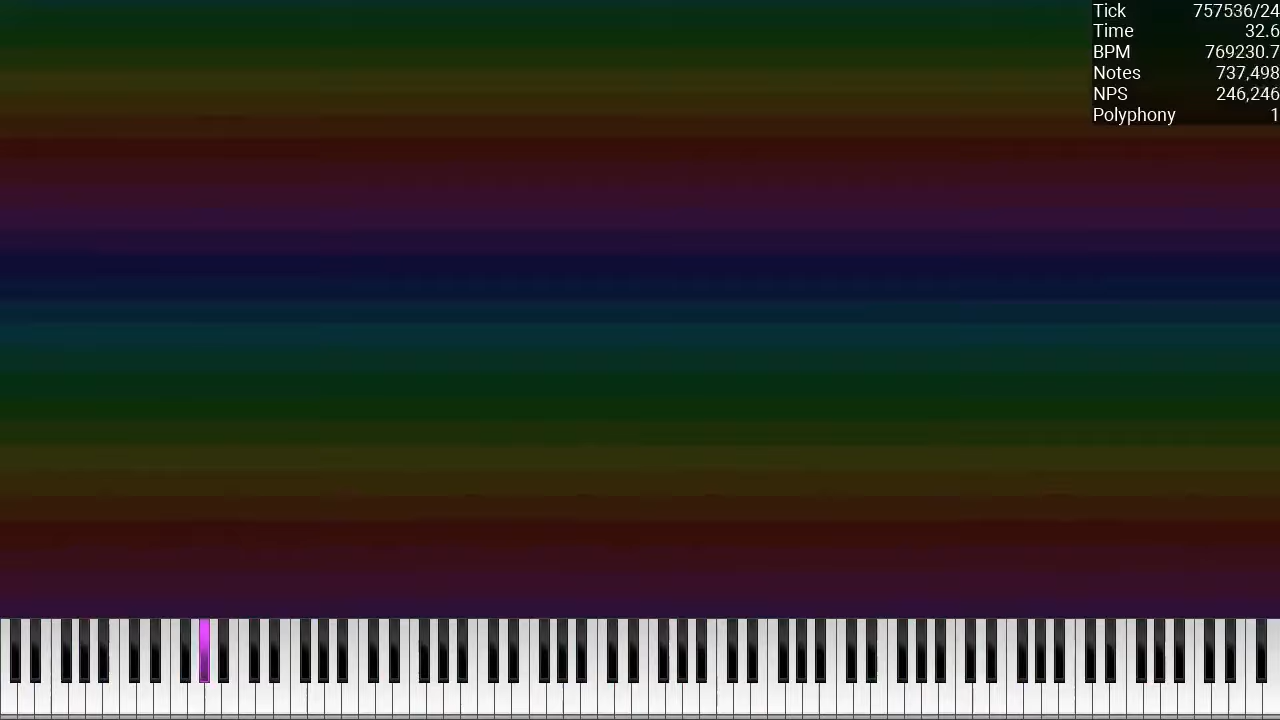 Tick 757536/24
Time 32.6
BPM 769230.7
Notes 737,498
NPS 246,246
Polyphony 1